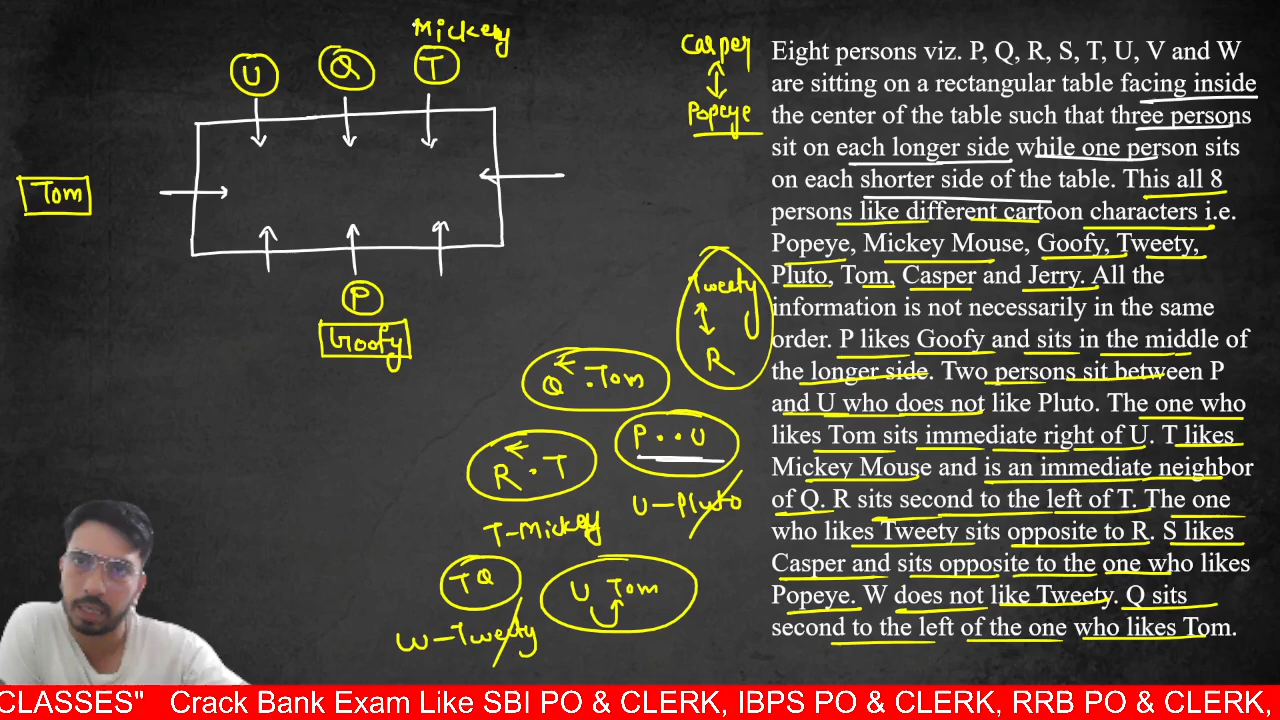 Mickery
U Q T
Tom
P
Goofy
Casper
Popeye
Tweety
R
Q . Tom
P . . U
R . T
U - Pluto
T - Mickey
T Q
U Tom
W - Tweety
Eight persons viz. P, Q, R, S, T, U, V and W
are sitting on a rectangular table facing inside
the center of the table such that three persons
sit on each longer side while one person sits
on each shorter side of the table. This all 8
persons like different cartoon characters i.e.
Popeye, Mickey Mouse, Goofy, Tweety,
Pluto, Tom, Casper and Jerry. All the
information is not necessarily in the same
order. P likes Goofy and sits in the middle of
the longer side. Two persons sit between P
and U who does not like Pluto. The one who
likes Tom sits immediate right of U. T likes
Mickey Mouse and is an immediate neighbor
of Q. R sits second to the left of T. The one
who likes Tweety sits opposite to R. S likes
Casper and sits opposite to the one who likes
Popeye. W does not like Tweety. Q sits
second to the left of the one who likes Tom.
CLASSES" Crack Bank Exam Like SBI PO & CLERK, IBPS PO & CLERK, RRB PO & CLERK,